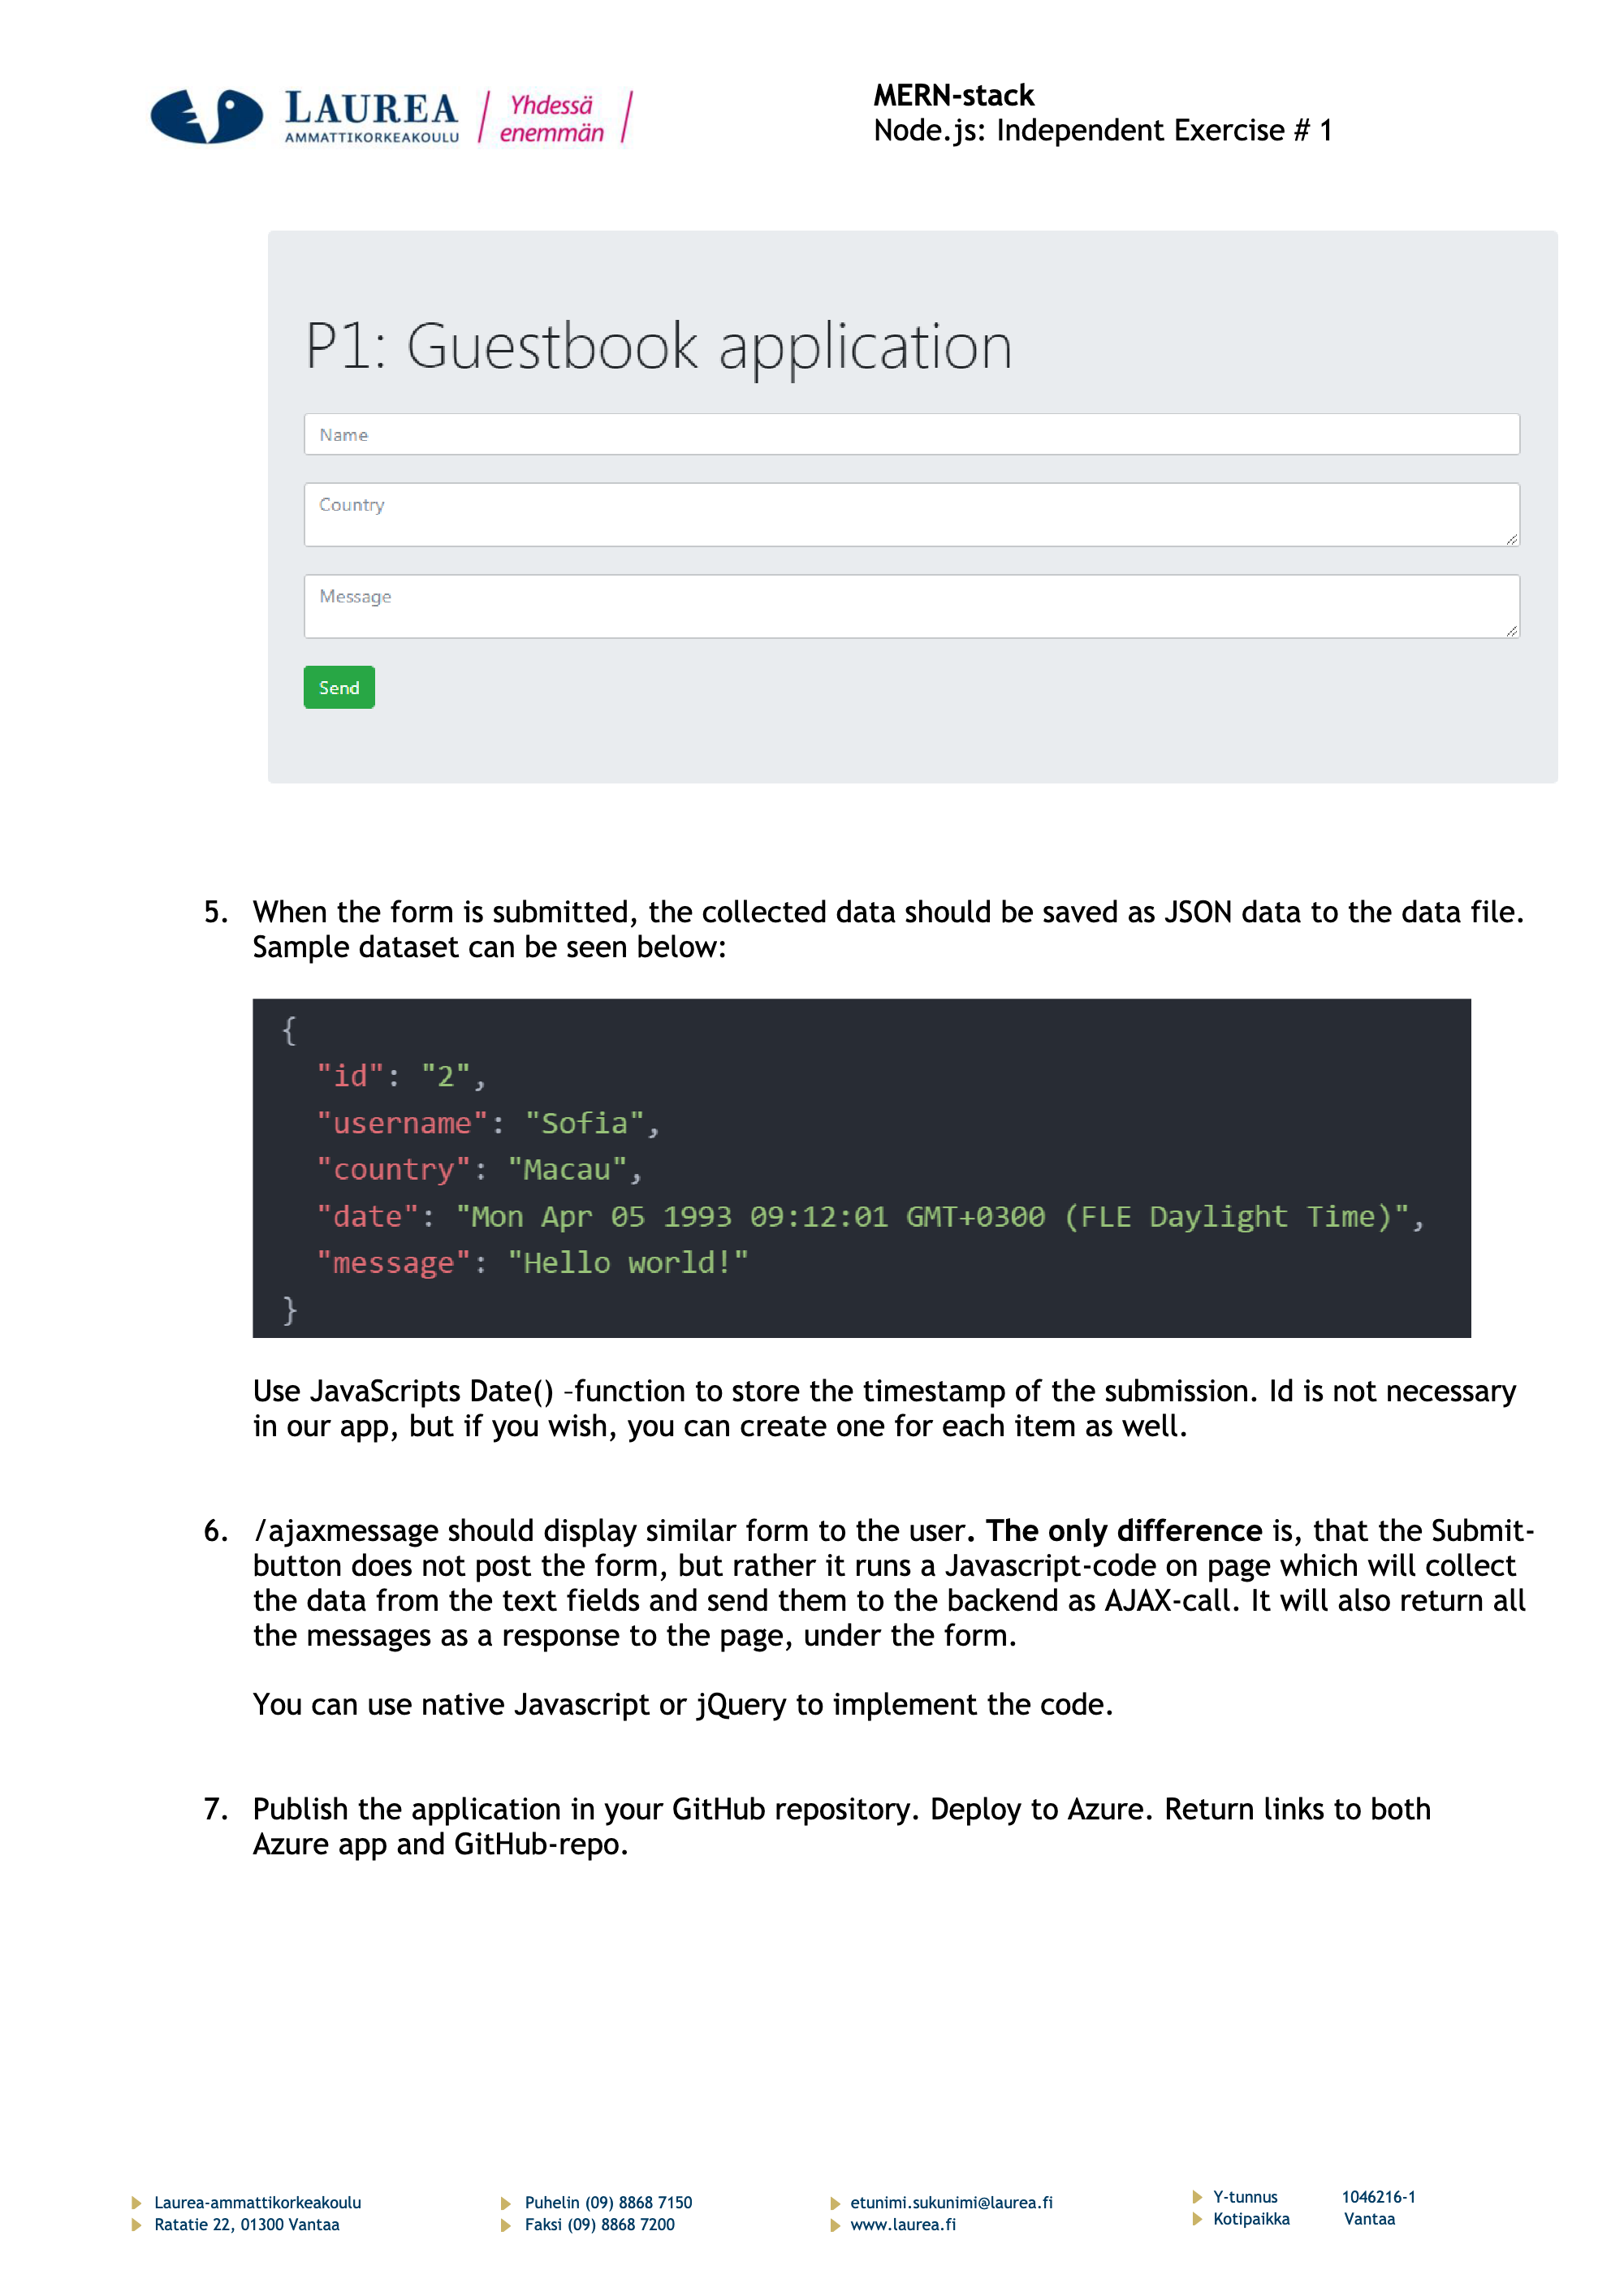 LAUREA
AMMATTIKORKEAKOULU
Yhdessä
enemmän
MERN-stack
Node.js: Independent Exercise # 1
P1: Guestbook application
Name
Country
Message
Send
5. When the form is submitted, the collected data should be saved as JSON data to the data file.
Sample dataset can be seen below:
{
"id": "2",
"username": "Sofia",
"country": "Macau",
"date": "Mon Apr 05 1993 09:12:01 GMT+0300 (FLE Daylight Time)",
"message": "Hello world!"
}
Use JavaScripts Date() –function to store the timestamp of the submission. Id is not necessary
in our app, but if you wish, you can create one for each item as well.
6. /ajaxmessage should display similar form to the user. The only difference is, that the Submit-
button does not post the form, but rather it runs a Javascript-code on page which will collect
the data from the text fields and send them to the backend as AJAX-call. It will also return all
the messages as a response to the page, under the form.
You can use native Javascript or jQuery to implement the code.
7. Publish the application in your GitHub repository. Deploy to Azure. Return links to both
Azure app and GitHub-repo.
Laurea-ammattikorkeakoulu
Ratatie 22, 01300 Vantaa
Puhelin (09) 8868 7150
Faksi (09) 8868 7200
etunimi.sukunimi@laurea.fi
www.laurea.fi
Y-tunnus 1046216-1
Kotipaikka Vantaa